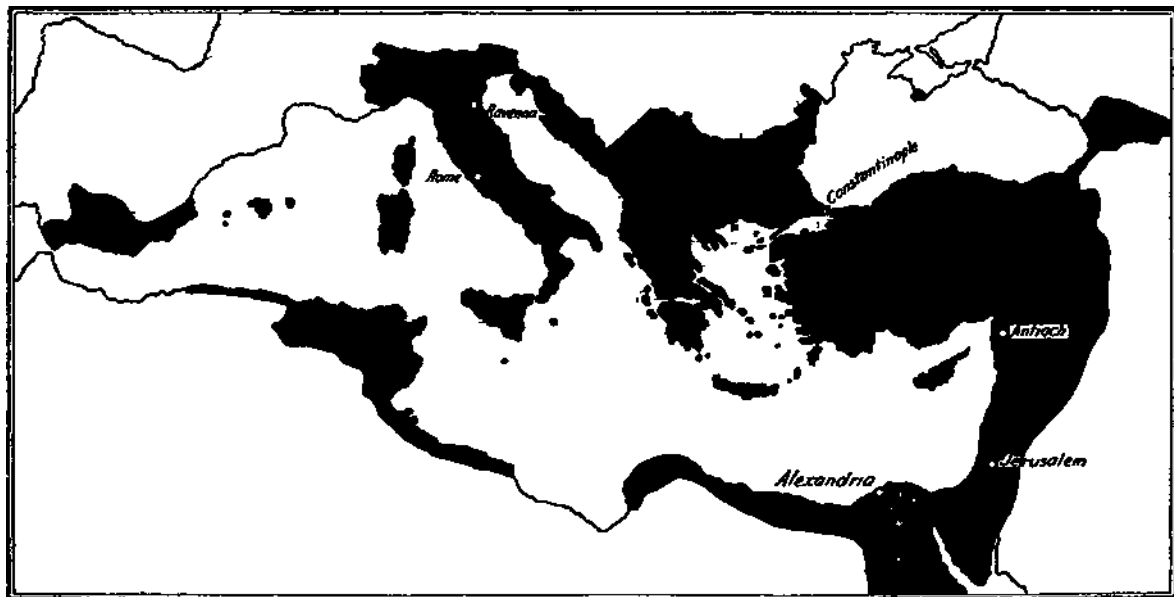 Ravenna
Rome
Constantinople
Antioch
Jerusalem
Alexandria